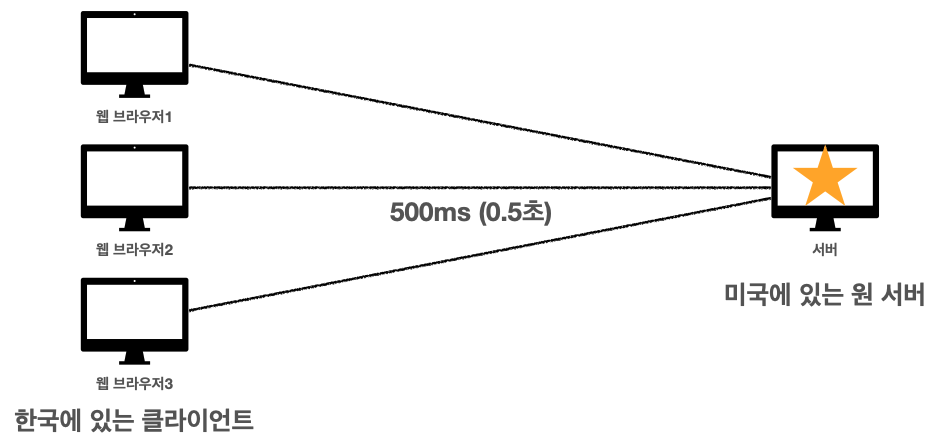 웹 브라우저1
웹 브라우저2
500ms (0.5초)
서버
미국에 있는 원 서버
웹 브라우저3
한국에 있는 클라이언트